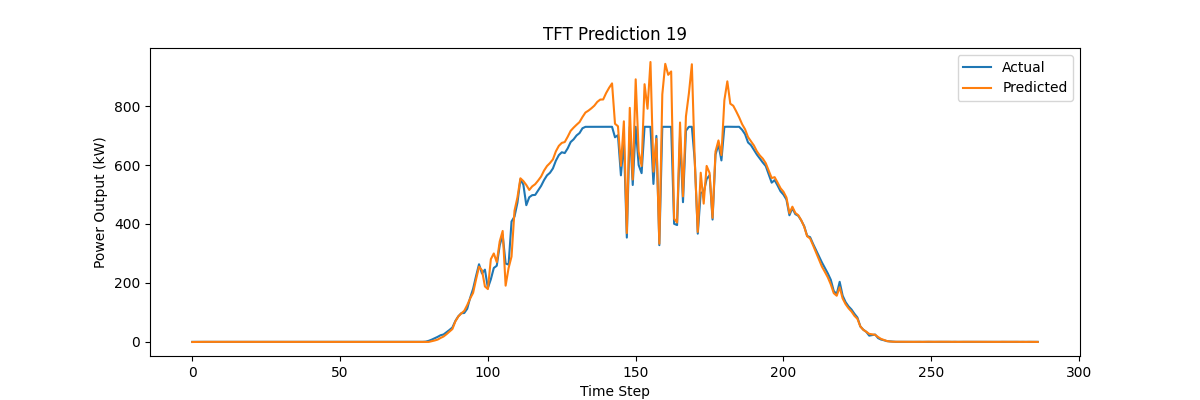 TFT Prediction 19
Actual
Predicted
Power Output (kW)
800
600
400
200
0
0 50 100 150 200 250 300
Time Step